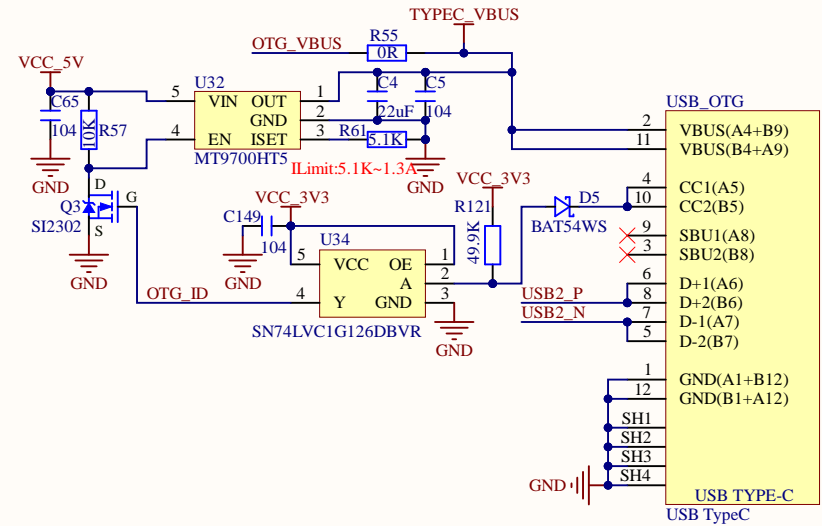 TYPEC_VBUS
R55
OTG_VBUS
0R
VCC_5V
U32
C4
C5
USB_OTG
C65
5
VIN
OUT
1
22uF
104
104
10K
R57
GND
2
2
VBUS(A4+B9)
4
EN
ISET
3
R61
5.1K
11
VBUS(B4+A9)
MT9700HT5
ILimit:5.1K~1.3A
GND
GND
VCC_3V3
D
G
S
Q3
SI2302
VCC_3V3
R121
49.9K
D5
BAT54WS
4
CC1(A5)
10
CC2(B5)
C149
104
U34
9
SBU1(A8)
3
SBU2(B8)
GND
GND
5
VCC
OE
1
A
2
4
Y
GND
3
OTG_ID
6
D+1(A6)
USB2_P
8
D+2(B6)
USB2_N
7
D-1(A7)
5
D-2(B7)
SN74LVC1G126DBVR
GND
1
GND(A1+B12)
12
GND(B1+A12)
SH1
SH2
SH3
SH4
GND
USB TYPE-C
USB TypeC